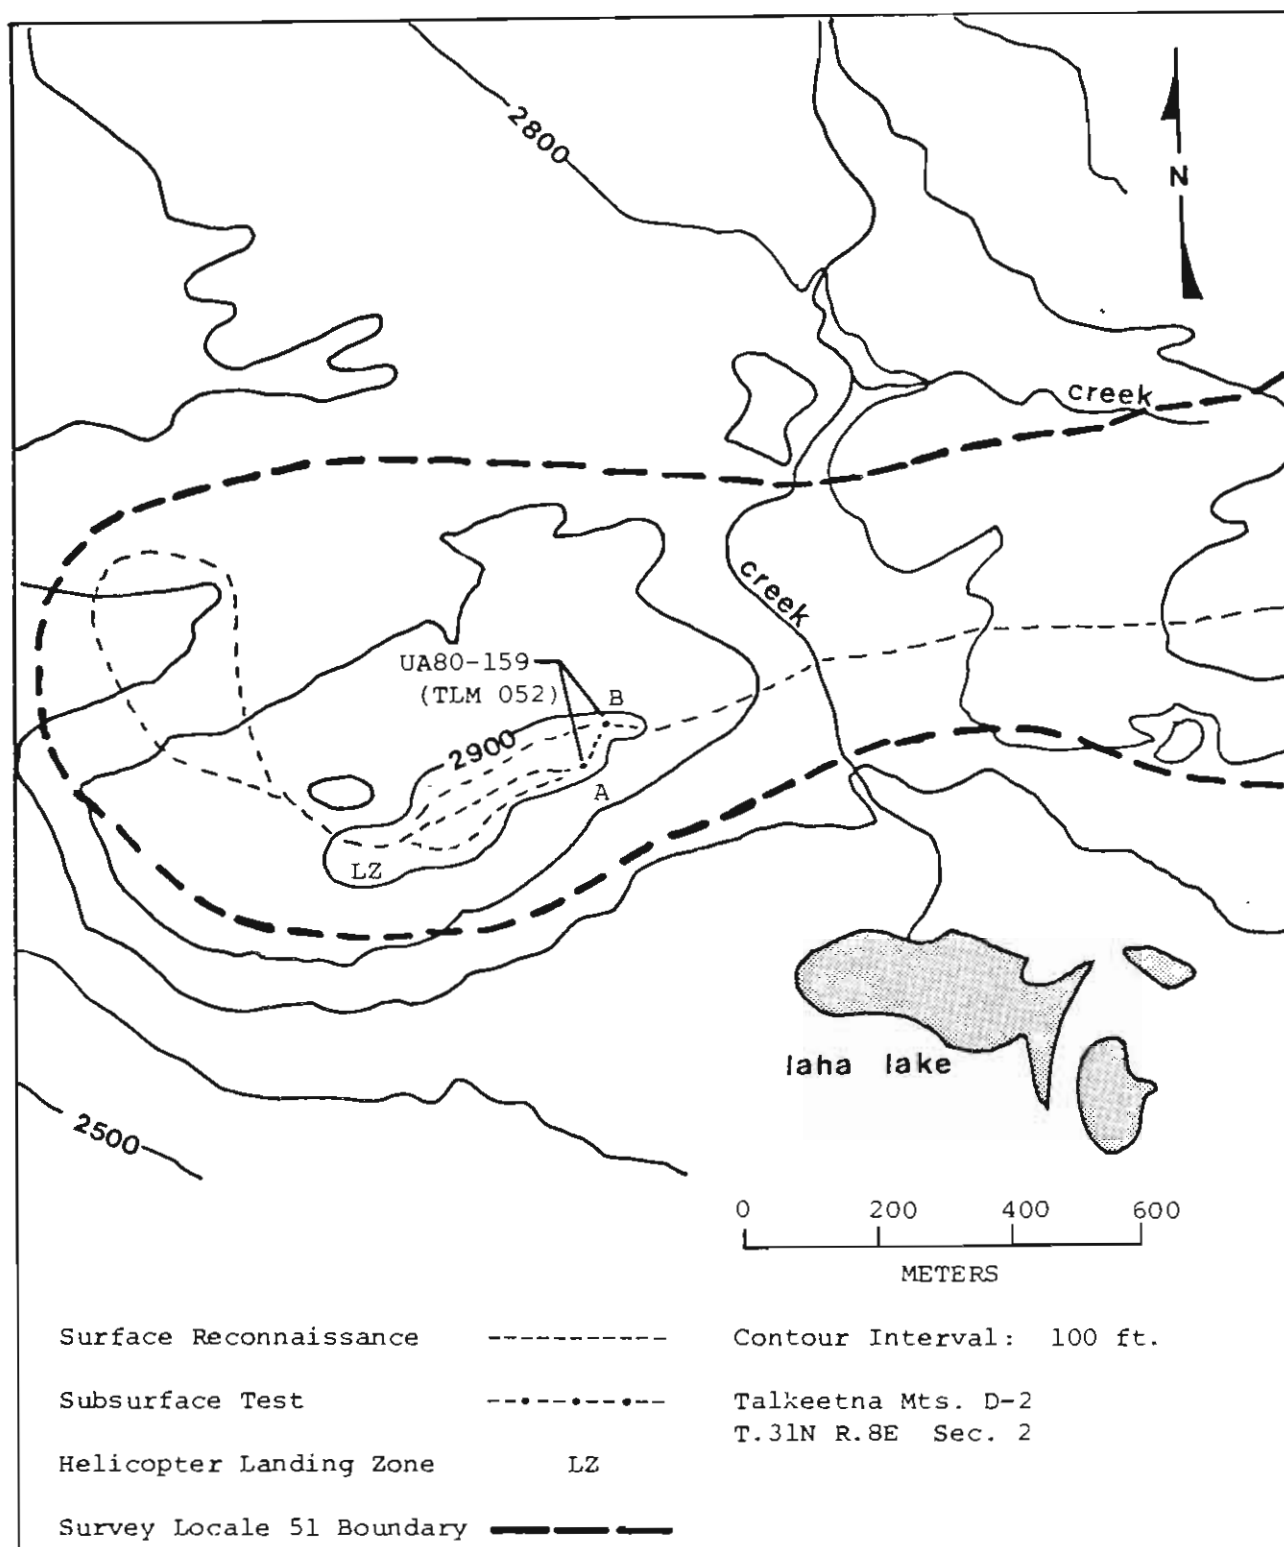 2800
N
creek
creek
UA80-159
(TLM 052)
B
2900
A
LZ
laha lake
2500
0 200 400 600
METERS
Surface Reconnaissance
Contour Interval: 100 ft.
Subsurface Test
Talkeetna Mts. D-2
T.31N R.8E Sec. 2
Helicopter Landing Zone LZ
Survey Locale 51 Boundary